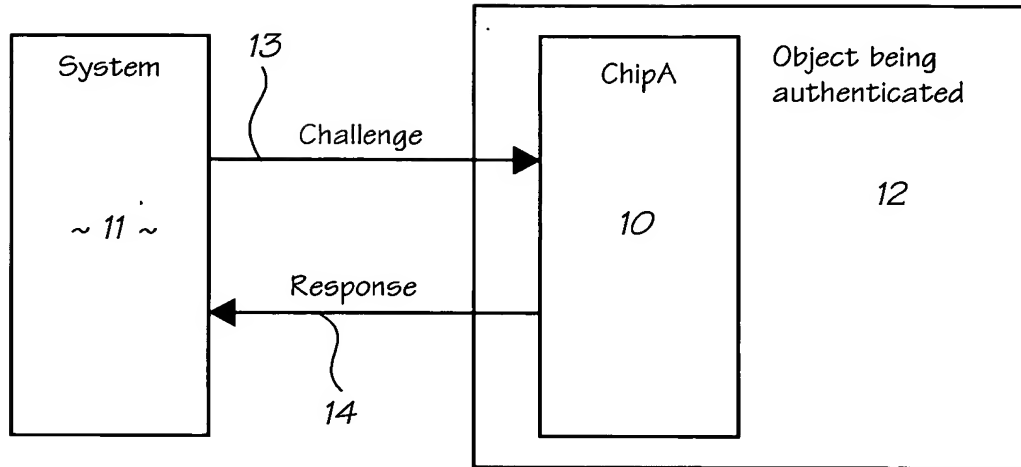 System
13
ChipA
Object being
authenticated
Challenge
~ 11 ~
10
12
Response
14